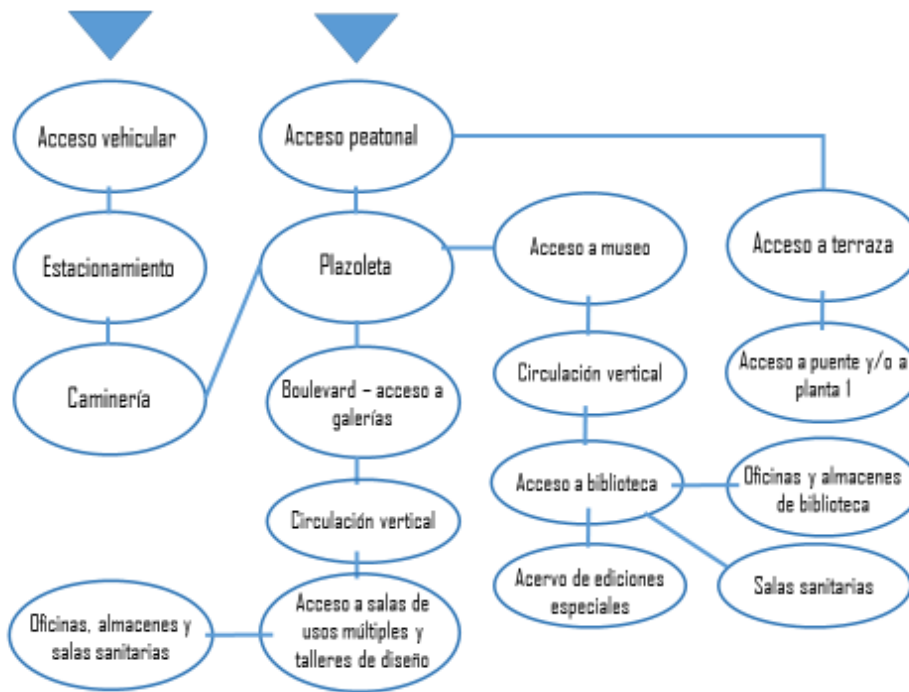 Acceso vehicular
Acceso peatonal
Estacionamiento
Plazoleta
Acceso a museo
Acceso a terraza
Caminería
Boulevard – acceso a
galerías
Circulación vertical
Acceso a puente y/o a
planta 1
Circulación vertical
Acceso a biblioteca
Oficinas y almacenes
de biblioteca
Oficinas, almacenes y
salas sanitarias
Acceso a salas de
usos múltiples y
talleres de diseño
Acervo de ediciones
especiales
Salas sanitarias